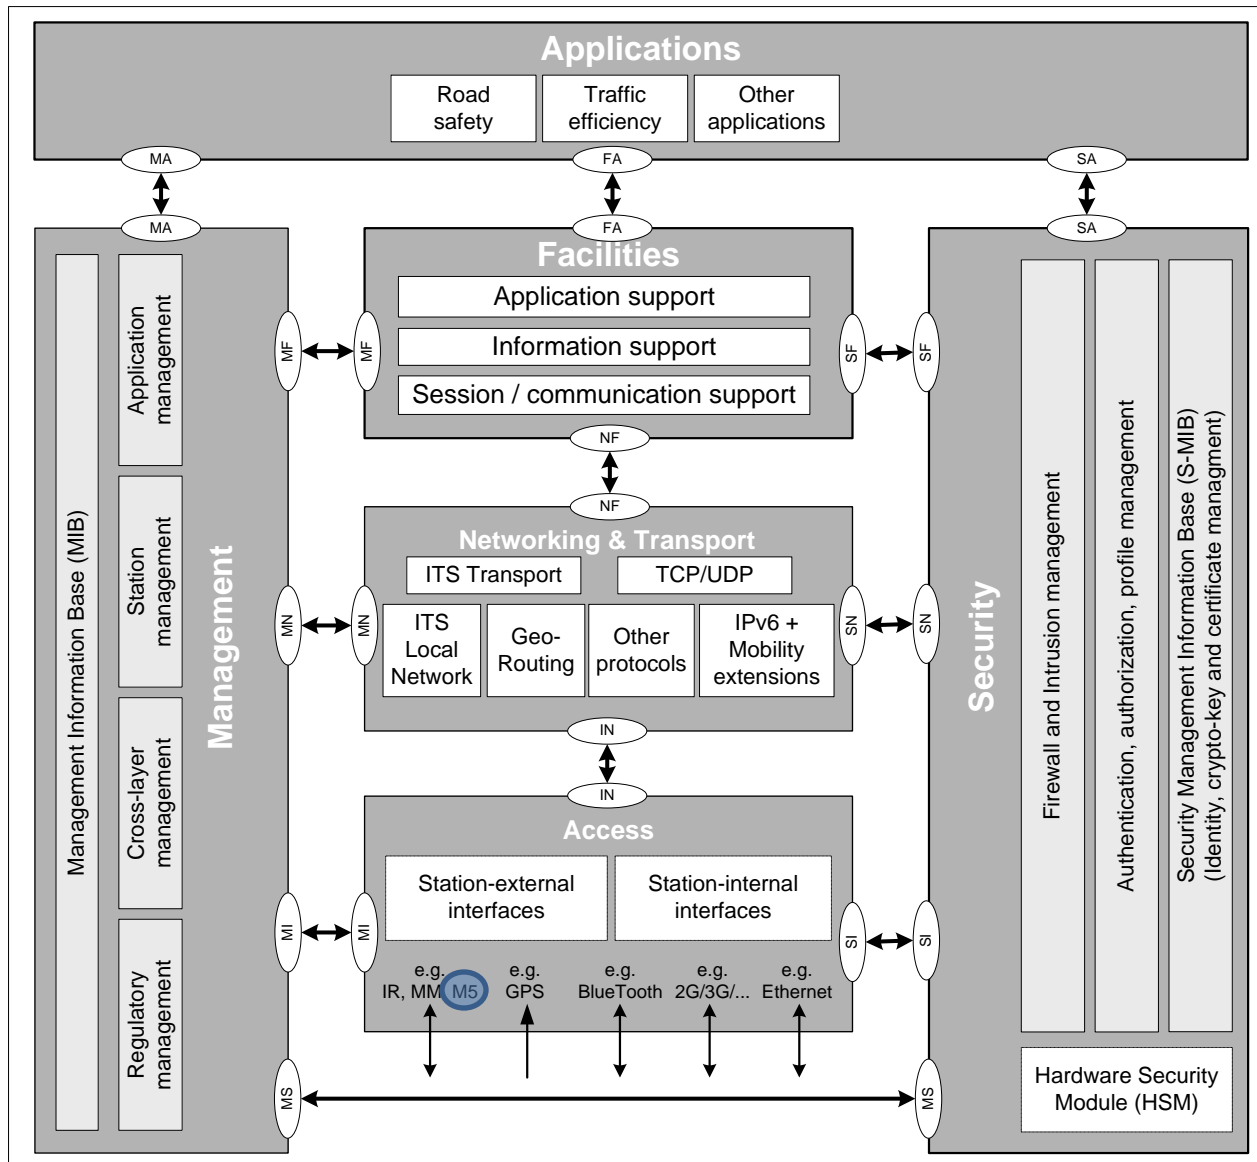 Applications
Road
safety
Traffic
efficiency
Other
applications
MA
FA
SA
MA
FA
SA
Management
Management Information Base (MIB)
Application
management
Station
management
Cross-layer
management
Regulatory
management
MF
MF
MN
MN
MI
MI
MS
Facilities
Application support
Information support
Session / communication support
NF
NF
Networking & Transport
ITS Transport
TCP/UDP
ITS
Local
Network
Geo-
Routing
Other
protocols
IPv6 +
Mobility
extensions
IN
IN
Access
Station-external
interfaces
Station-internal
interfaces
e.g.
IR, MM M5
e.g.
GPS
e.g.
BlueTooth
e.g.
2G/3G/...
e.g.
Ethernet
SF
SF
SN
SN
SI
SI
MS
Security
Firewall and Intrusion management
Authentication, authorization, profile management
Security Management Information Base (S-MIB)
(Identity, crypto-key and certificate managment)
Hardware Security
Module (HSM)